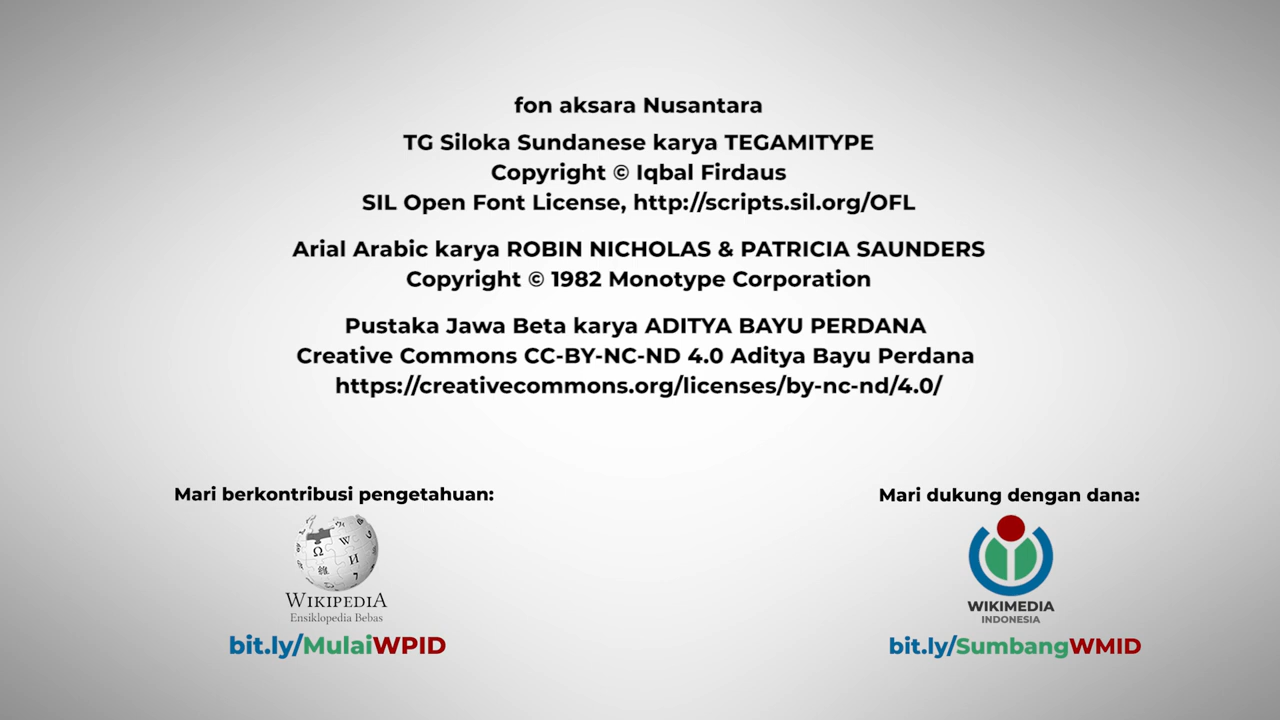 fon aksara Nusantara
TG Siloka Sundanese karya TEGAMITYPE
Copyright © Iqbal Firdaus
SIL Open Font License, http://scripts.sil.org/OFL
Arial Arabic karya ROBIN NICHOLAS & PATRICIA SAUNDERS
Copyright © 1982 Monotype Corporation
Pustaka Jawa Beta karya ADITYA BAYU PERDANA
Creative Commons CC-BY-NC-ND 4.0 Aditya Bayu Perdana
https://creativecommons.org/licenses/by-nc-nd/4.0/
Mari berkontribusi pengetahuan:
Ω W И
WIKIPEDIA
Ensiklopedia Bebas
bit.ly/MulaiWPID
Mari dukung dengan dana:
WIKIMEDIA
INDONESIA
bit.ly/SumbangWMID